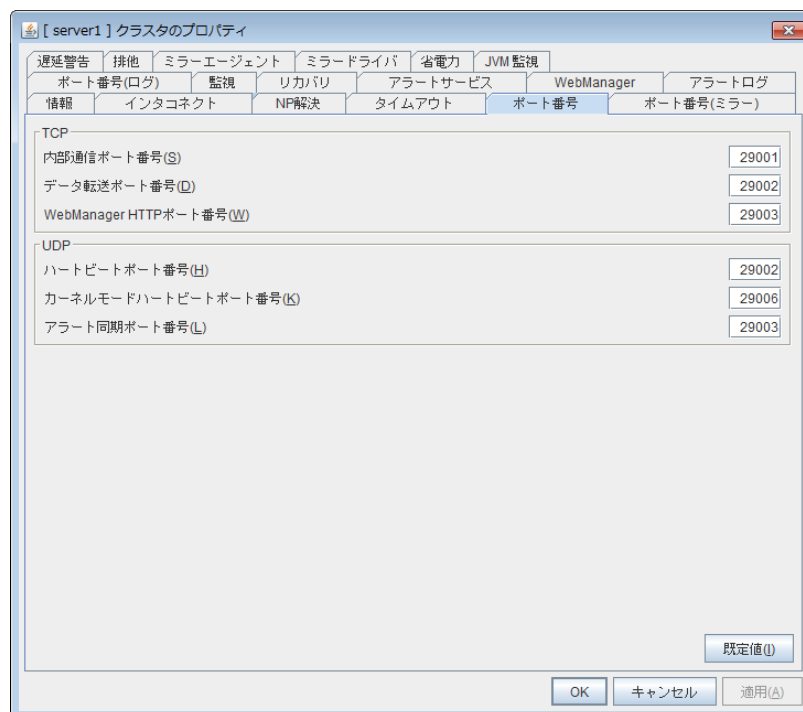 [ server1 ] クラスタのプロパティ
遅延警告 排他 ミラーエージェント ミラードライバ 省電力 JVM監視
ポート番号(ログ) 監視 リカバリ アラートサービス WebManager アラートログ
情報 インタコネクト NP解決 タイムアウト ポート番号 ポート番号(ミラー)
TCP
内部通信ポート番号(S) 29001
データ転送ポート番号(D) 29002
WebManager HTTPポート番号(W) 29003
UDP
ハートビートポート番号(H) 29002
カーネルモードハートビートポート番号(K) 29006
アラート同期ポート番号(L) 29003
既定値(I)
OK キャンセル 適用(A)